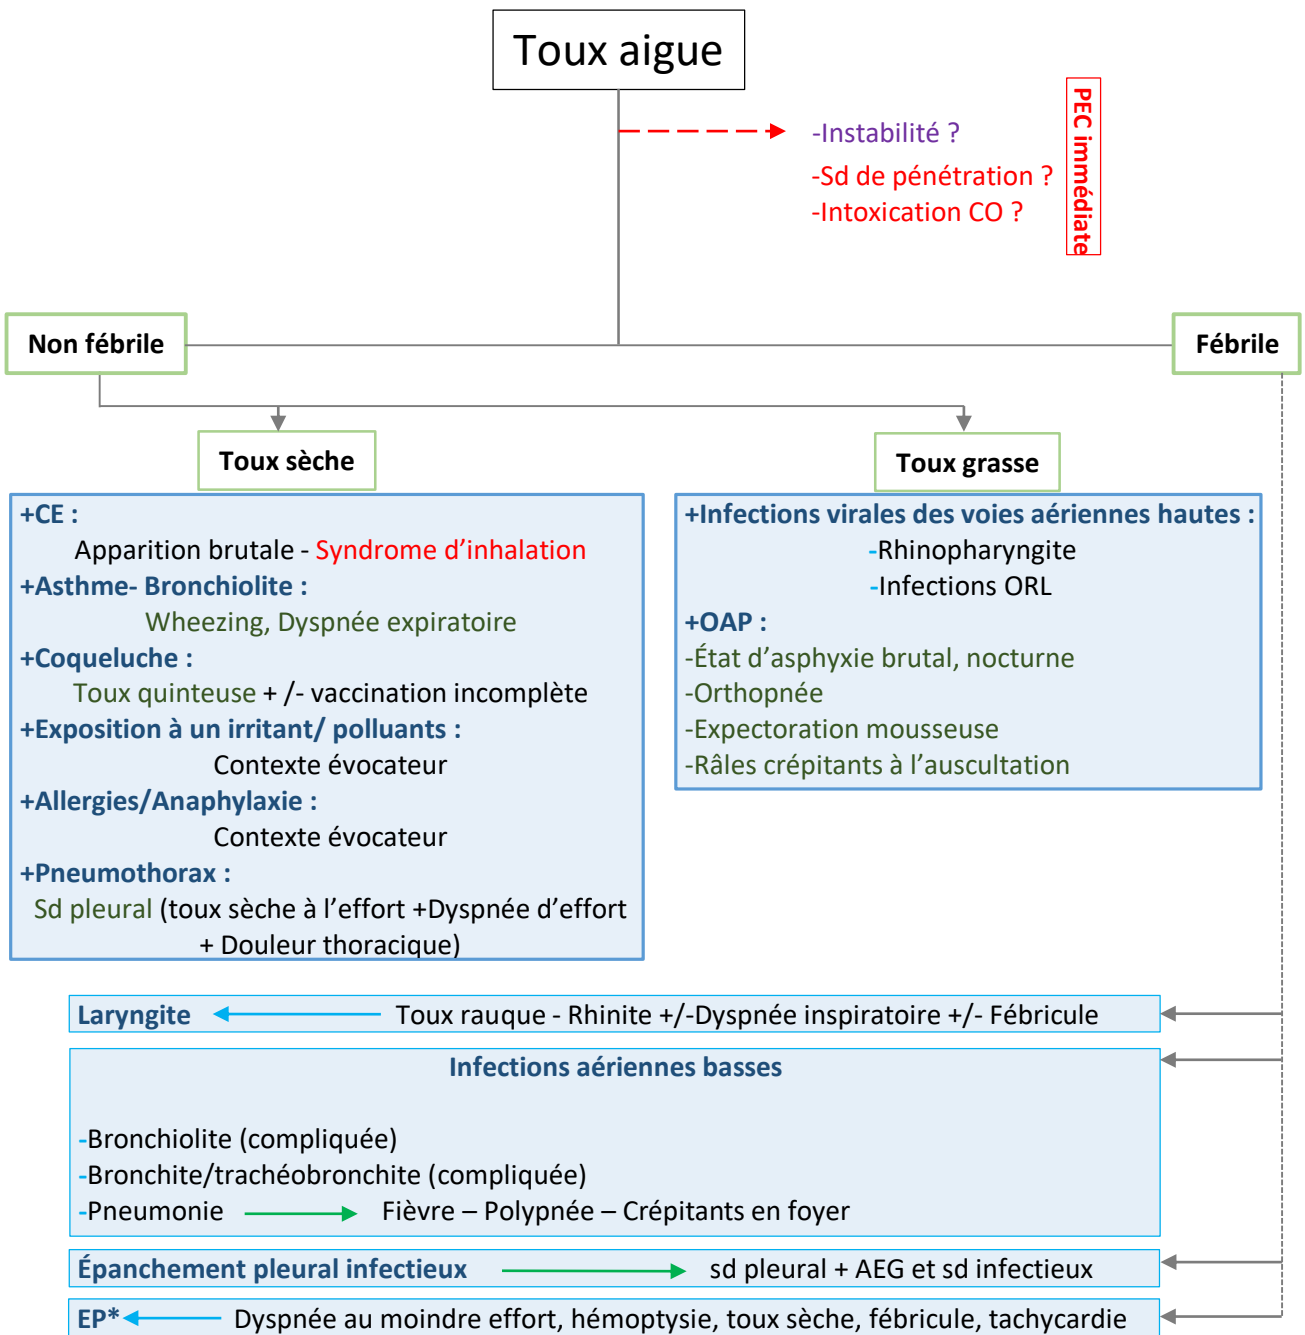 Toux aigue
-Instabilité ?
-Sd de pénétration ?
-Intoxication CO ?
PEC immédiate
Non fébrile
Fébrile
Toux sèche
+CE :
Apparition brutale - Syndrome d’inhalation
+Asthme- Bronchiolite :
Wheezing, Dyspnée expiratoire
+Coqueluche :
Toux quinteuse + /- vaccination incomplète
+Exposition à un irritant/ polluants :
Contexte évocateur
+Allergies/Anaphylaxie :
Contexte évocateur
+Pneumothorax :
Sd pleural (toux sèche à l’effort +Dyspnée d’effort
+ Douleur thoracique)
Toux grasse
+Infections virales des voies aériennes hautes :
-Rhinopharyngite
-Infections ORL
+OAP :
-État d’asphyxie brutal, nocturne
-Orthopnée
-Expectoration mousseuse
-Râles crépitants à l’auscultation
Laryngite Toux rauque - Rhinite +/-Dyspnée inspiratoire +/- Fébricule
Infections aériennes basses
-Bronchiolite (compliquée)
-Bronchite/trachéobronchite (compliquée)
-Pneumonie Fièvre – Polypnée – Crépitants en foyer
Épanchement pleural infectieux sd pleural + AEG et sd infectieux
EP* Dyspnée au moindre effort, hémoptysie, toux sèche, fébricule, tachycardie